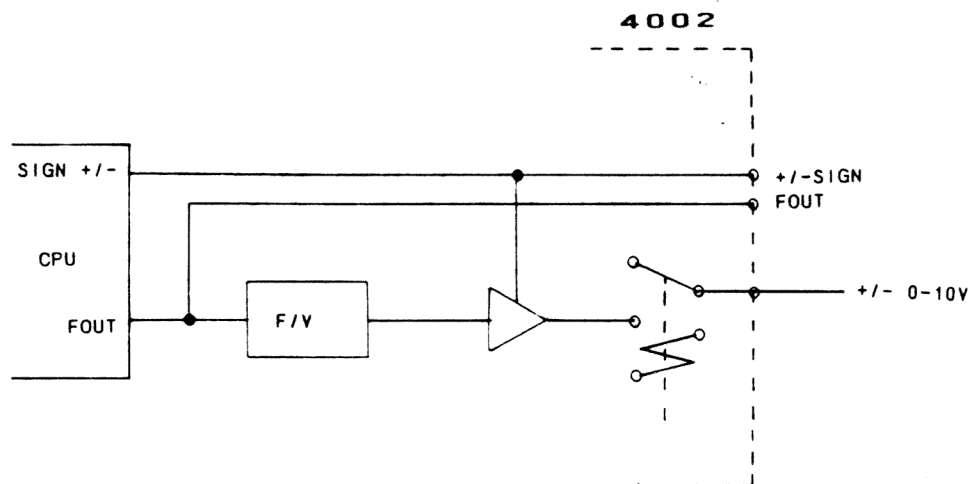 4002
SIGN +/-
+/-SIGN
FOUT
CPU
+/- 0-10V
FOUT
F/V